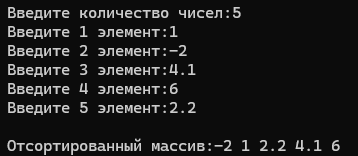 Введите количество чисел:5
Введите 1 элемент:1
Введите 2 элемент:-2
Введите 3 элемент:4.1
Введите 4 элемент:6
Введите 5 элемент:2.2
Отсортированный массив:-2 1 2.2 4.1 6